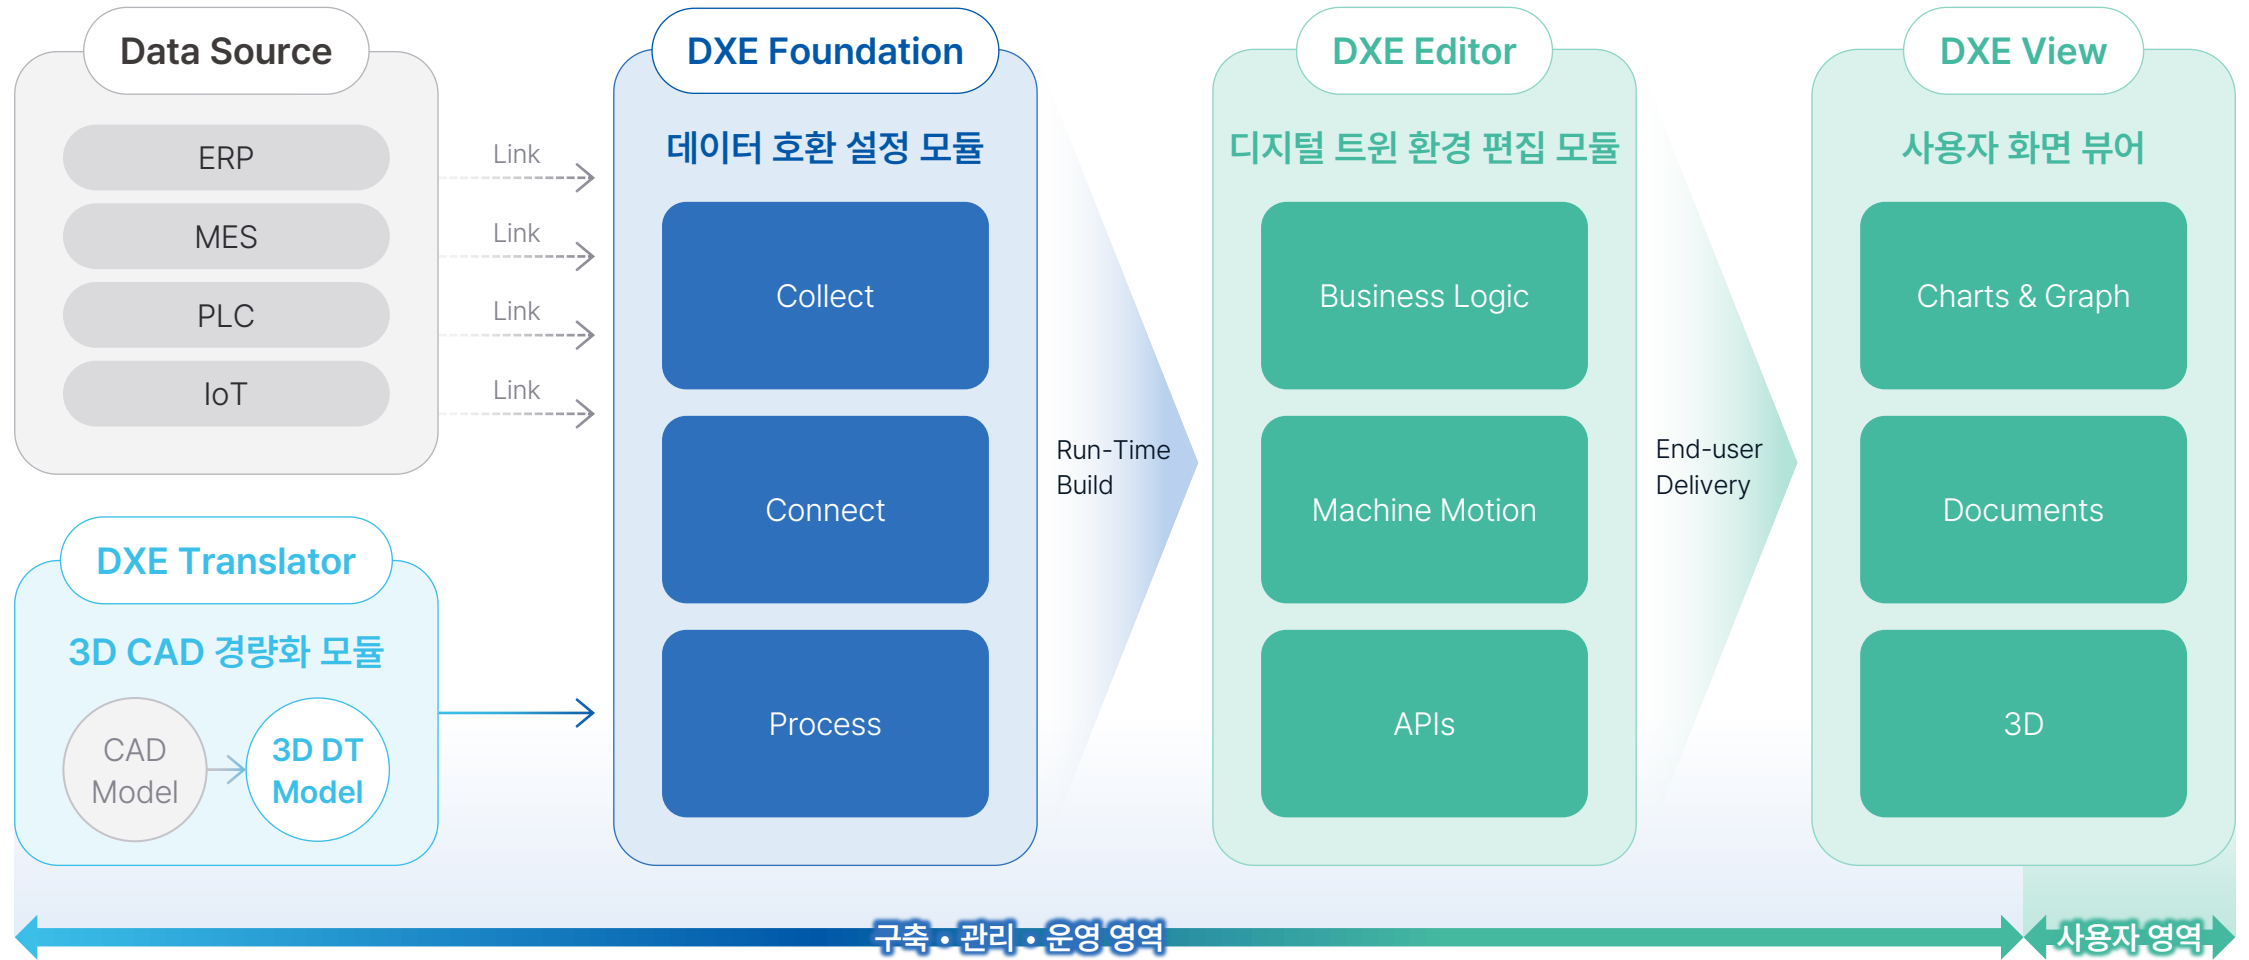 Data Source
ERP
MES
PLC
IoT
Link
Link
Link
Link
DXE Translator
3D CAD 경량화 모듈
CAD
Model
3D DT
Model
DXE Foundation
데이터 호환 설정 모듈
Collect
Connect
Process
Run-Time
Build
DXE Editor
디지털 트윈 환경 편집 모듈
Business Logic
Machine Motion
APIs
End-user
Delivery
DXE View
사용자 화면 뷰어
Charts & Graph
Documents
3D
구축 • 관리 • 운영 영역
사용자 영역